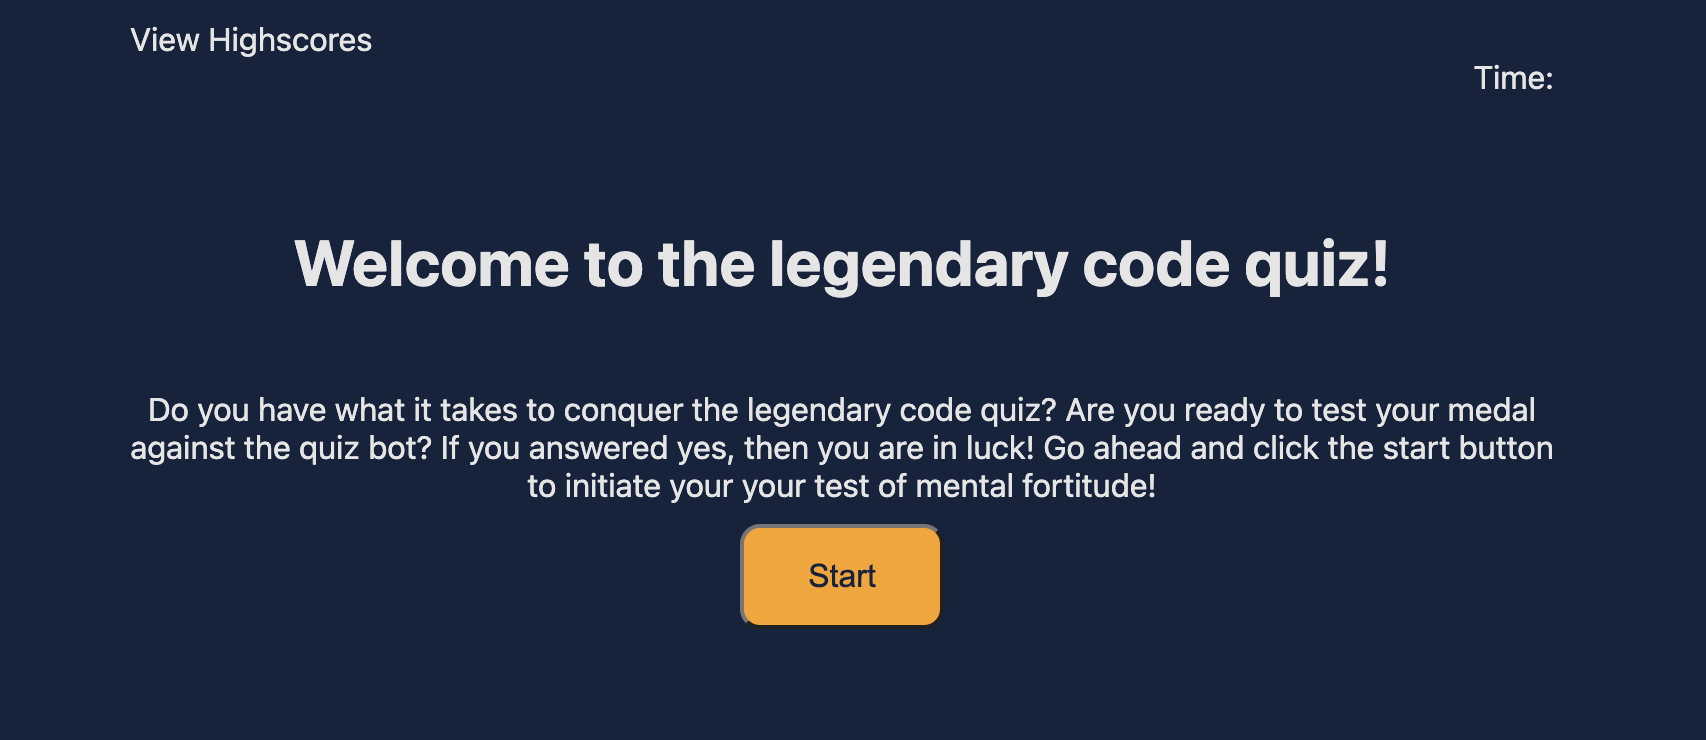 View Highscores
Time:
Welcome to the legendary code quiz!
Do you have what it takes to conquer the legendary code quiz? Are you ready to test your medal
against the quiz bot? If you answered yes, then you are in luck! Go ahead and click the start button
to initiate your your test of mental fortitude!
Start